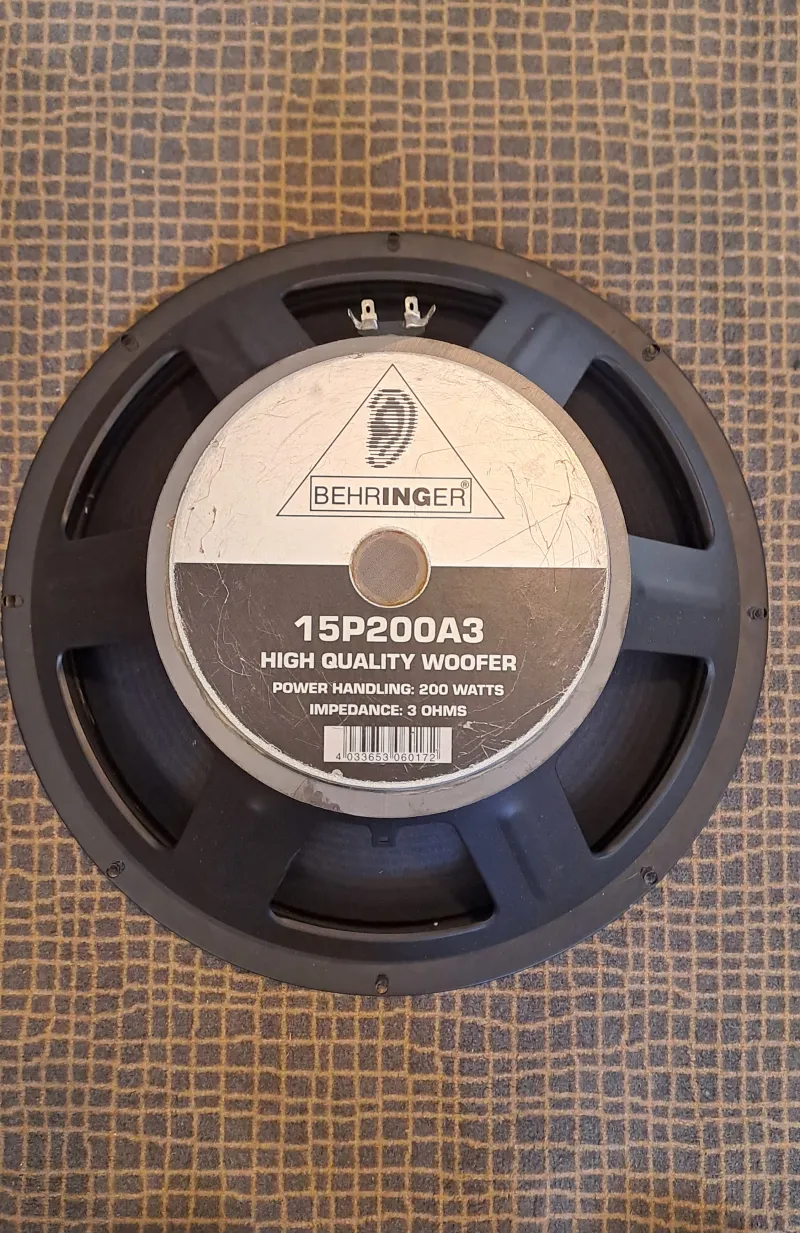 BEHRINGER®
15P200A3
HIGH QUALITY WOOFER
POWER HANDLING: 200 WATTS
IMPEDANCE: 3 OHMS
4 033653 060172